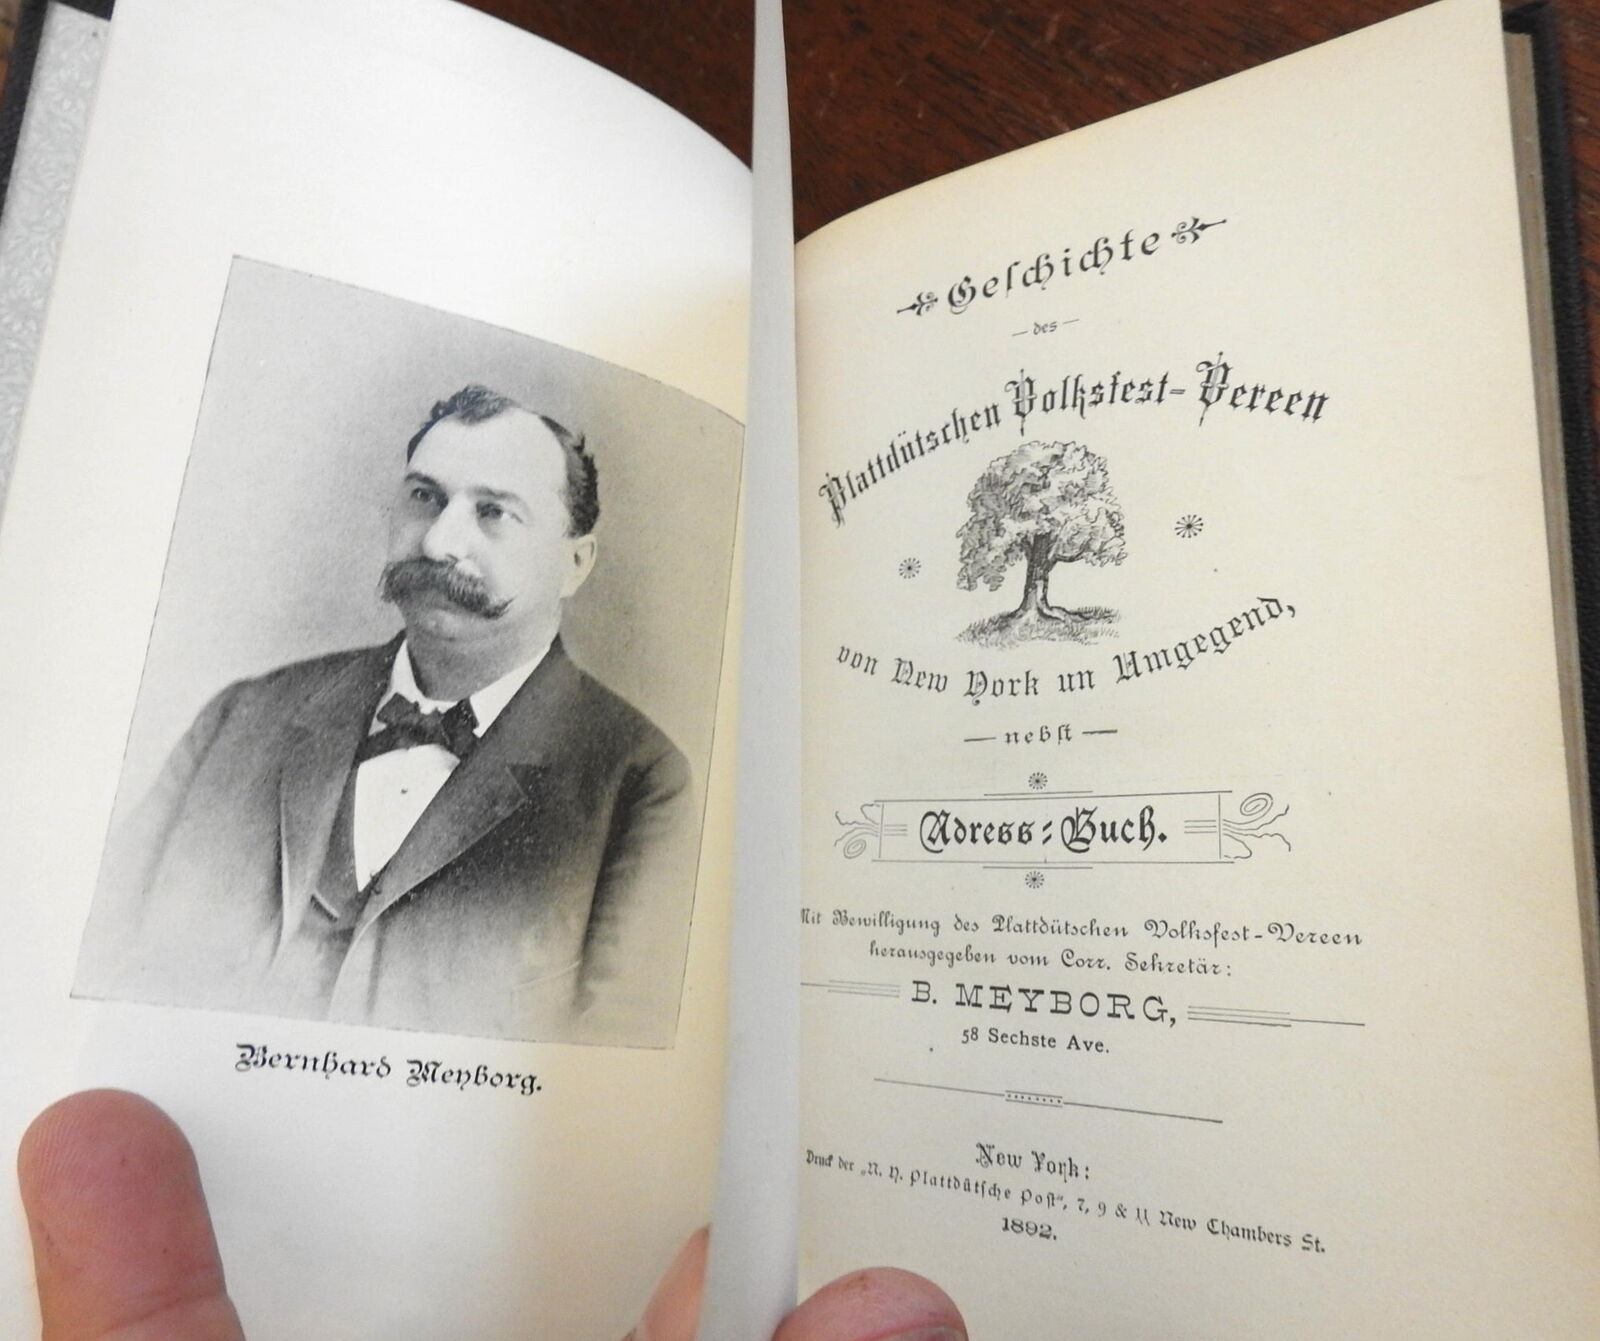 Bernhard Meyborg.
Geschichte
— des —
Plattdütschen Volksfest-Vereen
von New York un Umgegend,
— nebst —
Adress-Buch.
Mit Bewilligung des Plattdütschen Volksfest-Vereen
herausgegeben vom Corr. Sekretär:
B. MEYBORG,
58 Sechste Ave.
New York:
Druck der „N. Y. Plattdütsche Post", 7, 9 & 11 New Chambers St.
1892.